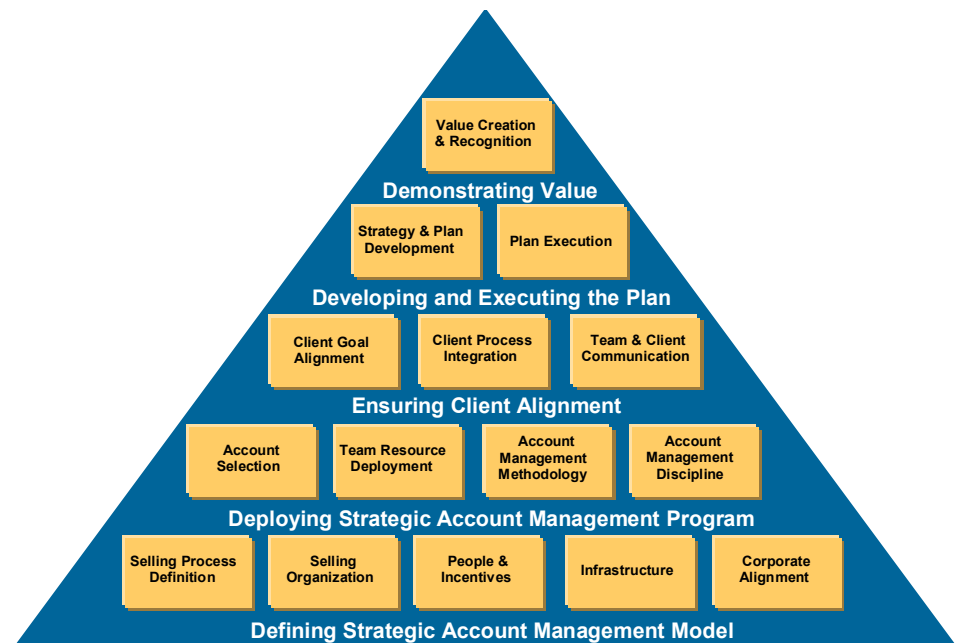 Value Creation
& Recognition
Demonstrating Value
Strategy & Plan
Development
Plan Execution
Developing and Executing the Plan
Client Goal
Alignment
Client Process
Integration
Team & Client
Communication
Ensuring Client Alignment
Account
Selection
Team Resource
Deployment
Account
Management
Methodology
Account
Management
Discipline
Deploying Strategic Account Management Program
Selling Process
Definition
Selling
Organization
People &
Incentives
Infrastructure
Corporate
Alignment
Defining Strategic Account Management Model